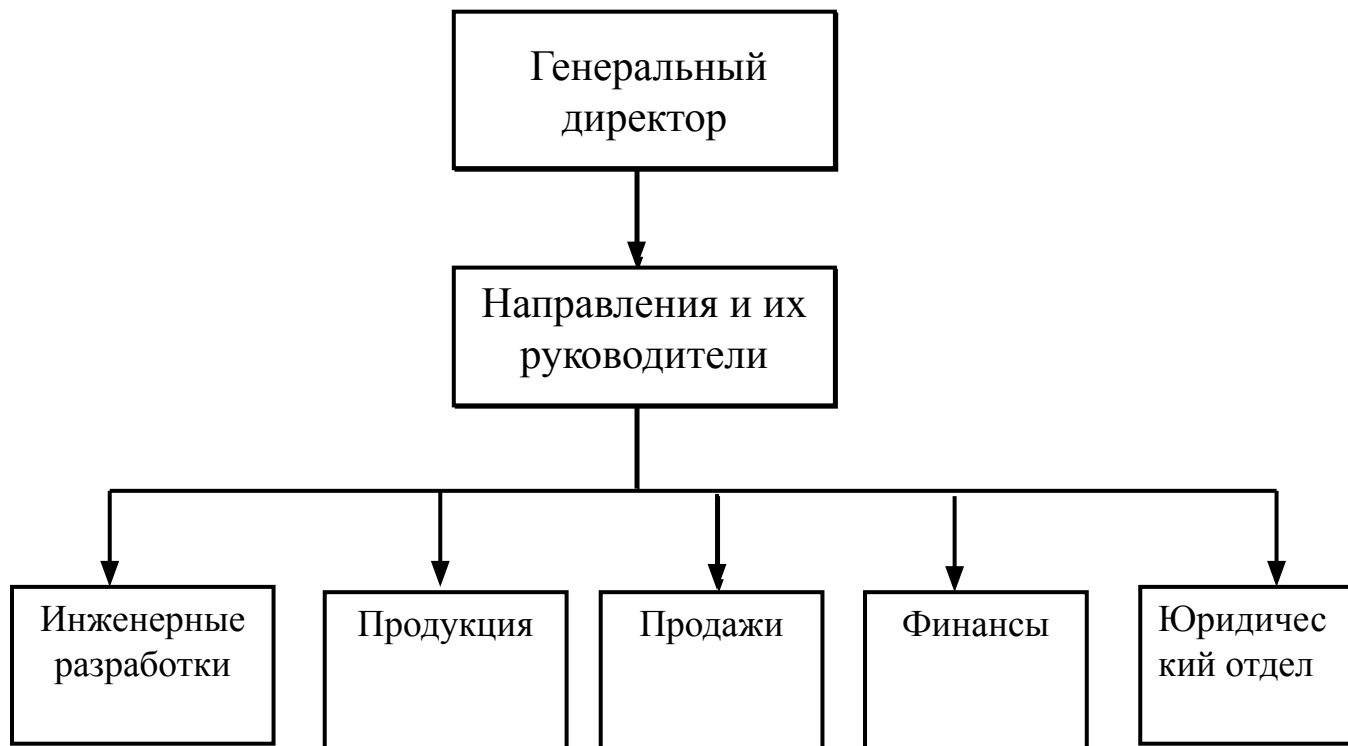 Генеральный
директор
Направления и их
руководители
Инженерные
разработки
Продукция
Продажи
Финансы
Юридичес
кий отдел